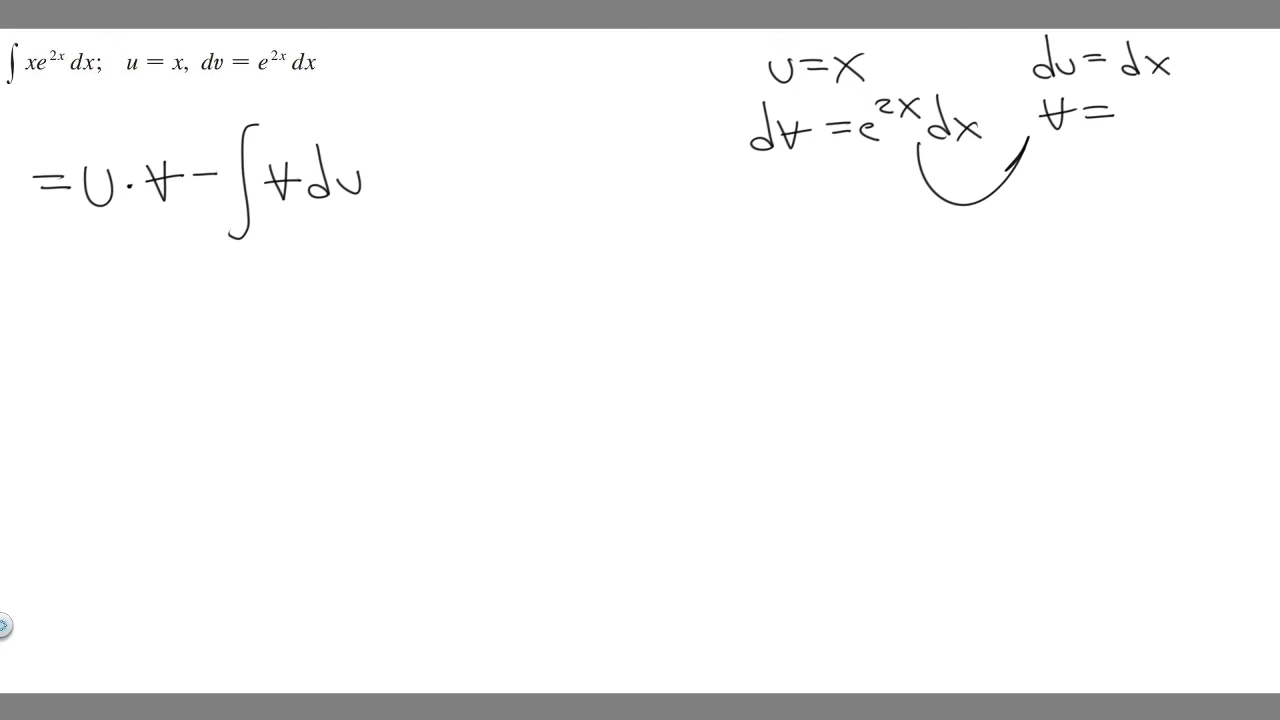 ∫ xe^{2x} dx;   u = x, dv = e^{2x} dx
u = x   du = dx
dv = e^{2x} dx   v =
= u · v − ∫ v du